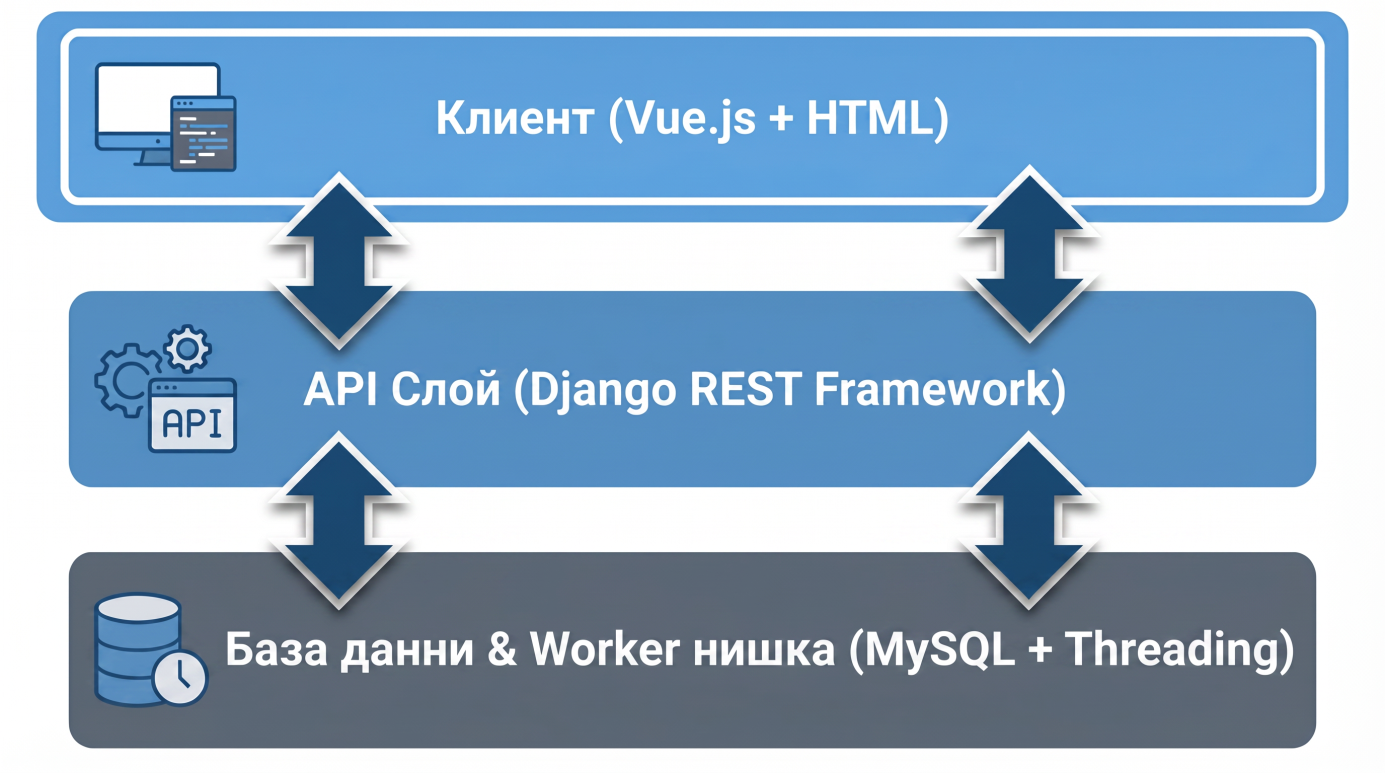 Клиент (Vue.js + HTML)
API Слой (Django REST Framework)
API
База данни & Worker нишка (MySQL + Threading)